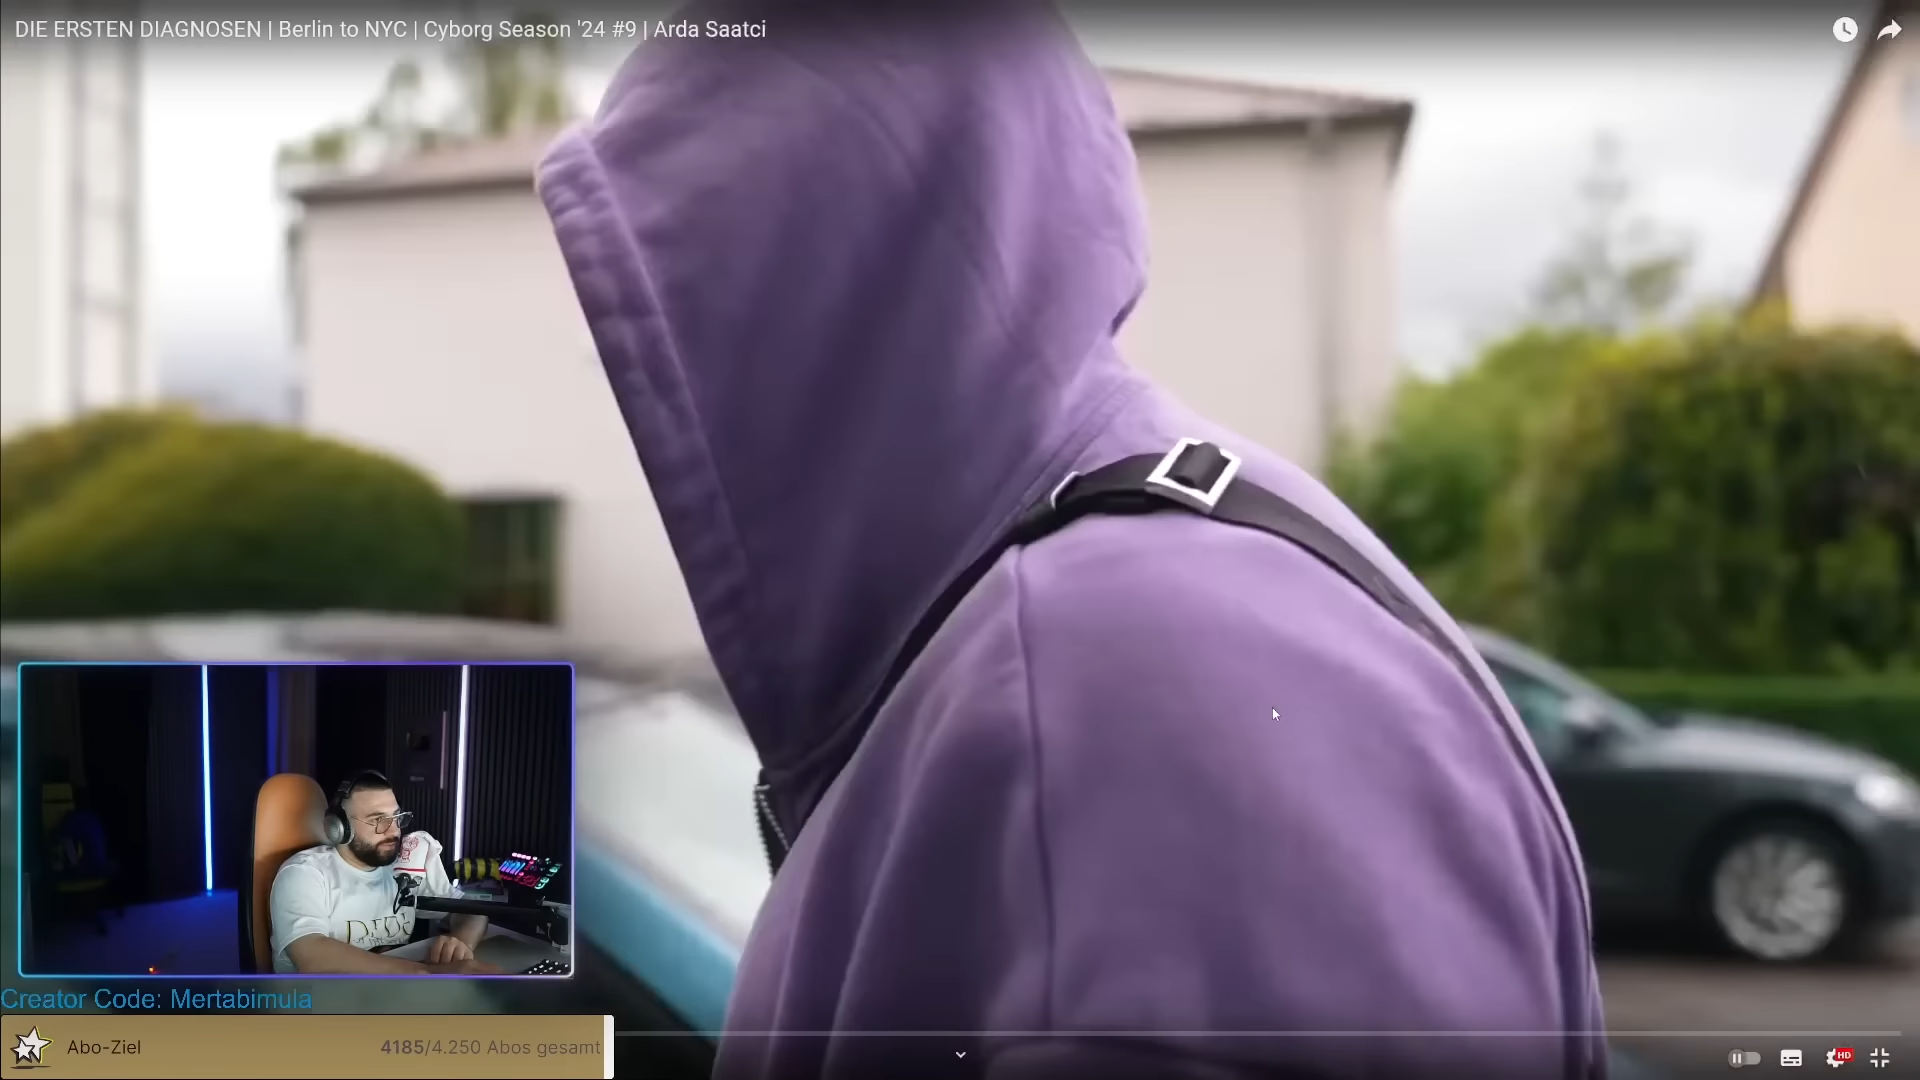 DIE ERSTEN DIAGNOSEN | Berlin to NYC | Cyborg Season '24 #9 | Arda Saatci
Creator Code: Mertabimula
Abo-Ziel
4185/4.250 Abos gesamt
HD